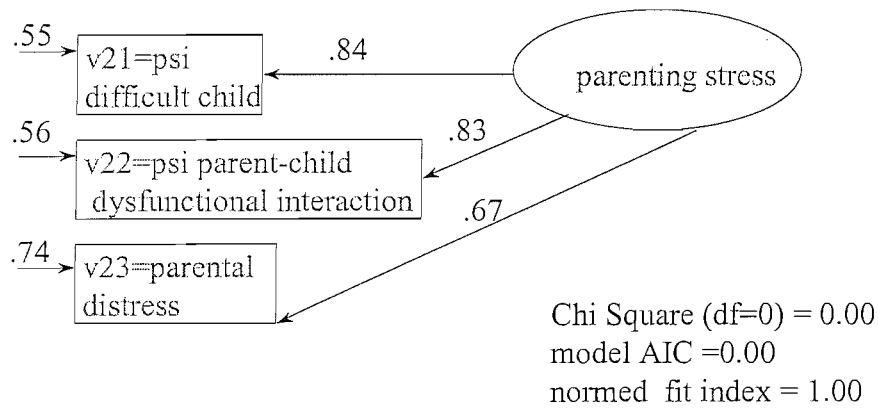 .55
v21=psi
difficult child
.84
parenting stress
.56
v22=psi parent-child
dysfunctional interaction
.83
.67
.74
v23=parental
distress
Chi Square (df=0) = 0.00
model AIC =0.00
normed fit index = 1.00